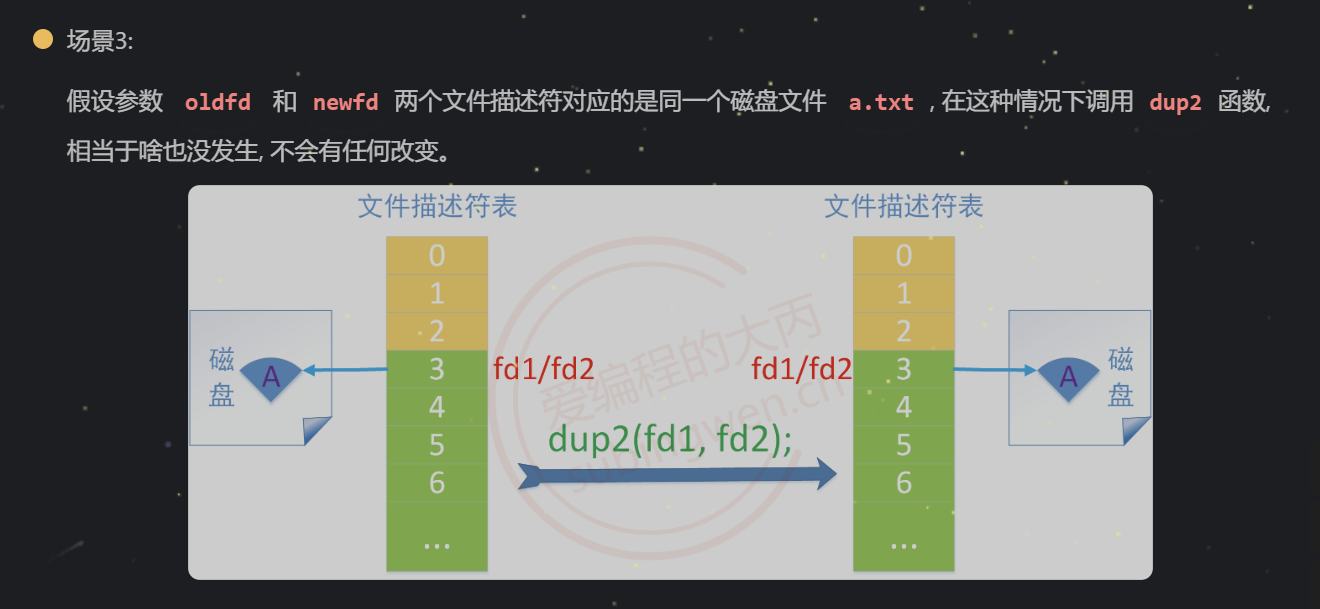 场景3:
假设参数 oldfd 和 newfd 两个文件描述符对应的是同一个磁盘文件 a.txt , 在这种情况下调用 dup2 函数,
相当于啥也没发生, 不会有任何改变。
文件描述符表 文件描述符表
0 0
1 1
2 2
磁盘 A 3 fd1/fd2 fd1/fd2 3 A 磁盘
4 4
dup2(fd1, fd2);
5 5
6 6
... ...
爱编程的大丙
subingwen.cn